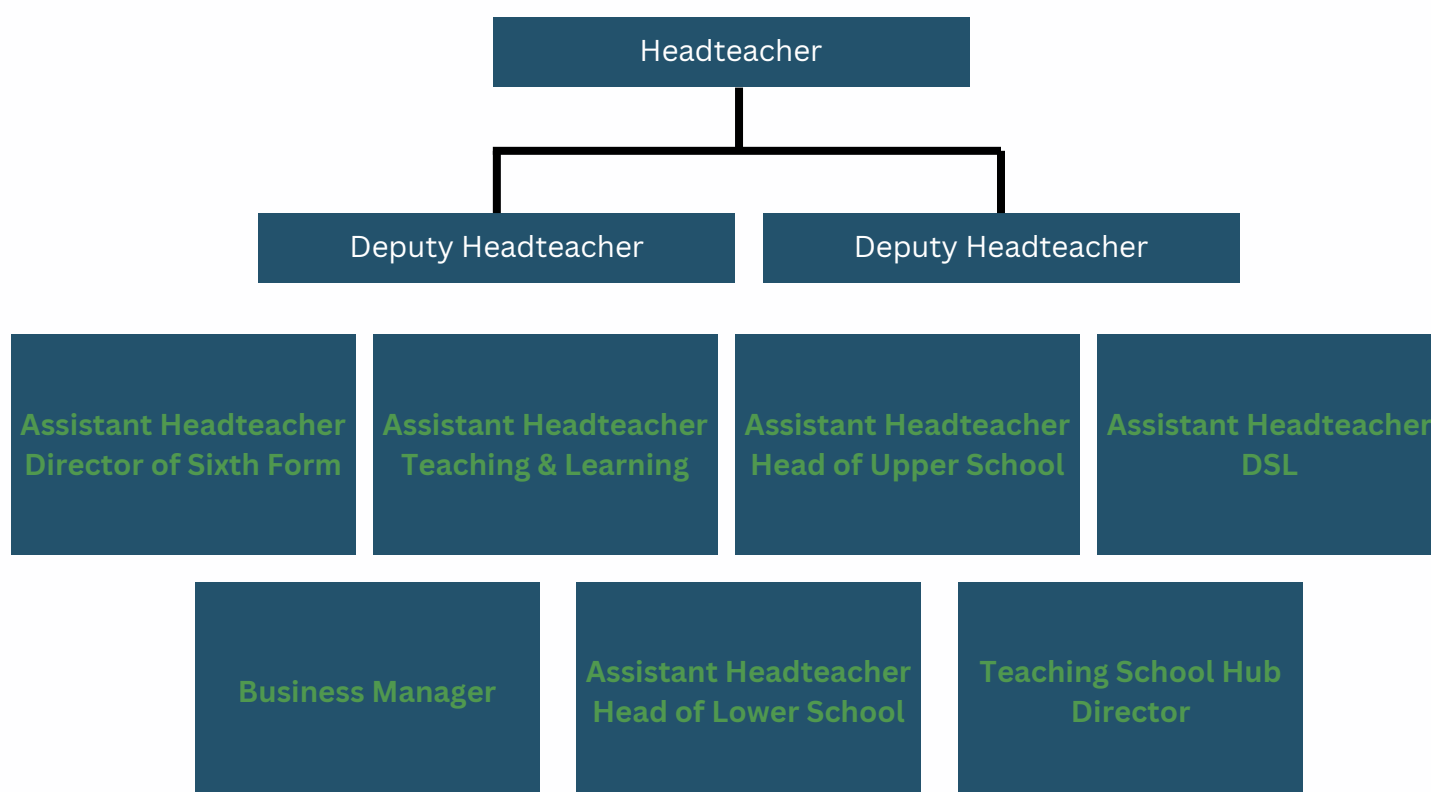 Headteacher
Deputy Headteacher
Deputy Headteacher
Assistant Headteacher
Director of Sixth Form
Assistant Headteacher
Teaching & Learning
Assistant Headteacher
Head of Upper School
Assistant Headteacher
DSL
Business Manager
Assistant Headteacher
Head of Lower School
Teaching School Hub
Director